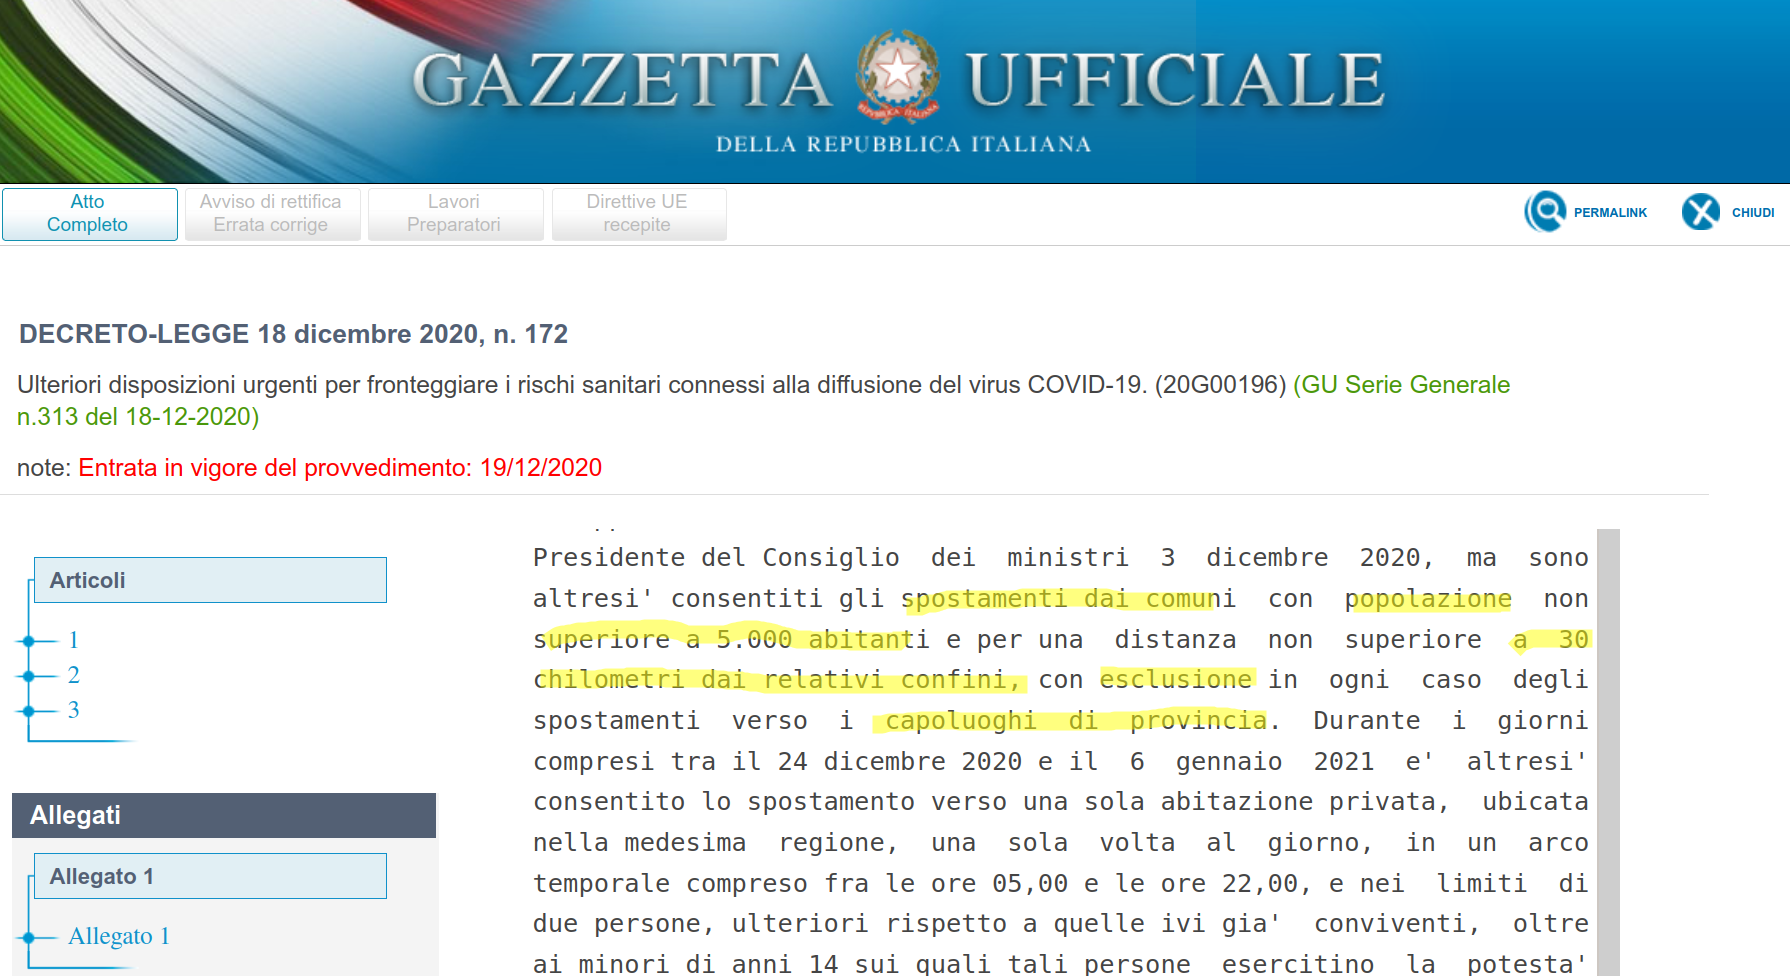 GAZZETTA UFFICIALE
DELLA REPUBBLICA ITALIANA
Atto
Completo
Avviso di rettifica
Errata corrige
Lavori
Preparatori
Direttive UE
recepite
PERMALINK
CHIUDI
DECRETO-LEGGE 18 dicembre 2020, n. 172
Ulteriori disposizioni urgenti per fronteggiare i rischi sanitari connessi alla diffusione del virus COVID-19. (20G00196) (GU Serie Generale
n.313 del 18-12-2020)
note: Entrata in vigore del provvedimento: 19/12/2020
Articoli
1
2
3
Allegati
Allegato 1
Allegato 1
Presidente del Consiglio dei ministri 3 dicembre 2020, ma sono
altresi' consentiti gli spostamenti dai comuni con popolazione non
superiore a 5.000 abitanti e per una distanza non superiore a 30
chilometri dai relativi confini, con esclusione in ogni caso degli
spostamenti verso i capoluoghi di provincia. Durante i giorni
compresi tra il 24 dicembre 2020 e il 6 gennaio 2021 e' altresi'
consentito lo spostamento verso una sola abitazione privata, ubicata
nella medesima regione, una sola volta al giorno, in un arco
temporale compreso fra le ore 05,00 e le ore 22,00, e nei limiti di
due persone, ulteriori rispetto a quelle ivi gia' conviventi, oltre
ai minori di anni 14 sui quali tali persone esercitino la potesta'